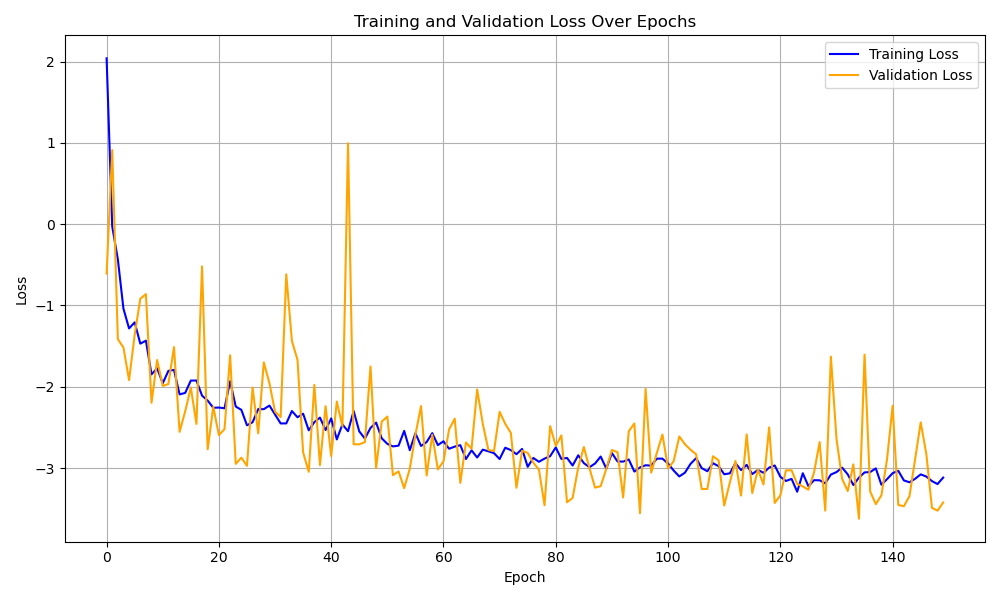 Training and Validation Loss Over Epochs
Training Loss
Validation Loss
2
1
0
−1
−2
−3
Loss
0 20 40 60 80 100 120 140
Epoch